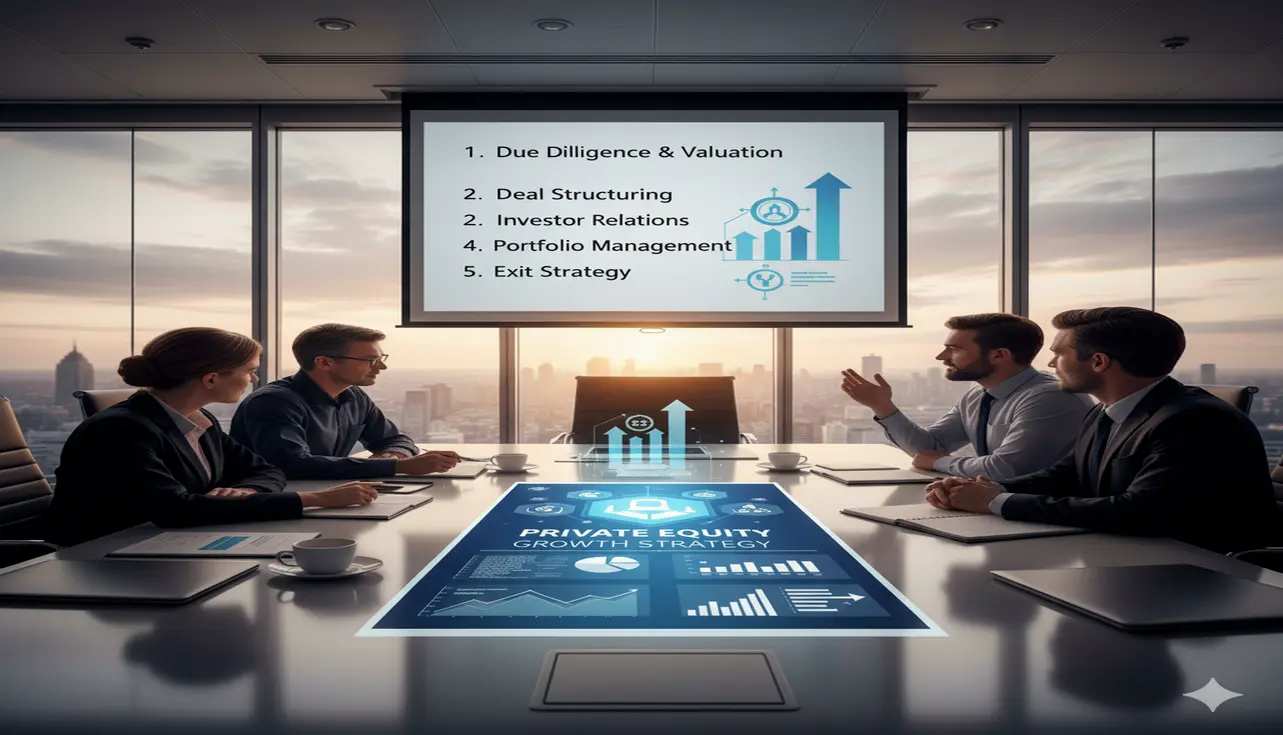 1. Due Dilligence & Valuation
2. Deal Structuring
2. Investor Relations
4. Portfolio Management
5. Exit Strategy
PRIVATE EQUITY
GROWTH STRATEGY